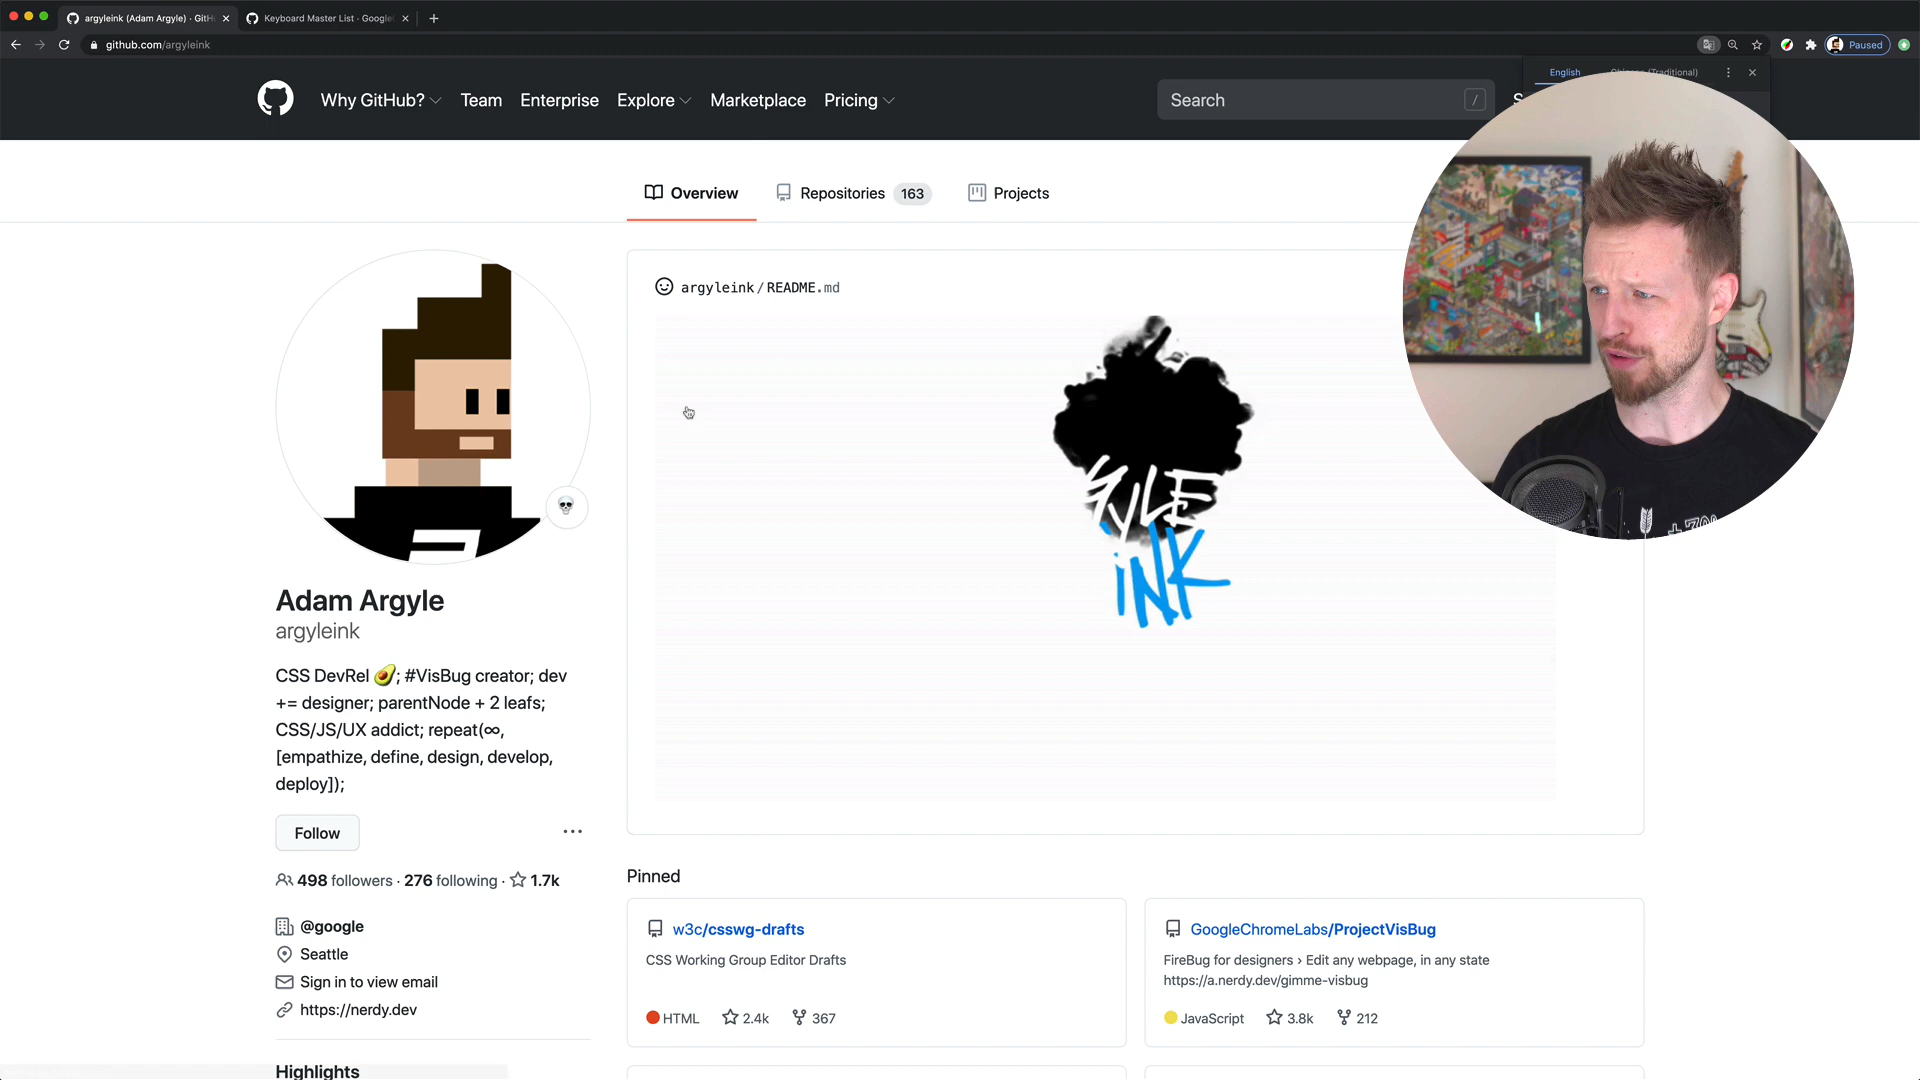 argyleink (Adam Argyle) · GitH
Keyboard Master List - Google
github.com/argyleink
Paused
English
Chinese (Traditional)
Why GitHub?
Team
Enterprise
Explore
Marketplace
Pricing
Search
/
S
Overview
Repositories 163
Projects
argyleink/README.md
YLE
iNK
Adam Argyle
argyleink
CSS DevRel 🥑; #VisBug creator; dev
+= designer; parentNode + 2 leafs;
CSS/JS/UX addict; repeat(∞,
[empathize, define, design, develop,
deploy]);
Follow
498 followers · 276 following · 1.7k
@google
Seattle
Sign in to view email
https://nerdy.dev
Highlights
Pinned
w3c/csswg-drafts
CSS Working Group Editor Drafts
HTML 2.4k 367
GoogleChromeLabs/ProjectVisBug
FireBug for designers › Edit any webpage, in any state
https://a.nerdy.dev/gimme-visbug
JavaScript 3.8k 212